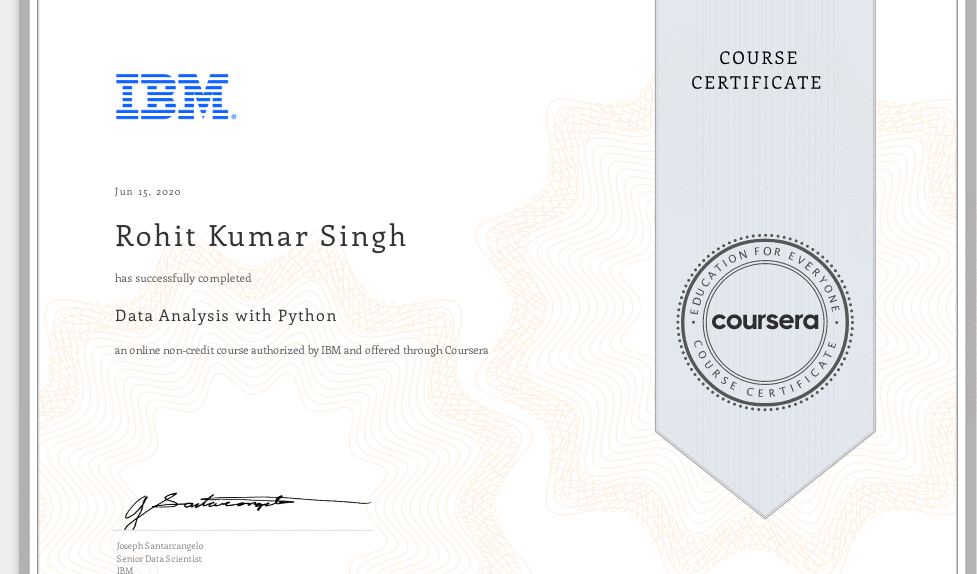 IBM®
Jun 15, 2020
Rohit Kumar Singh
has successfully completed
Data Analysis with Python
an online non-credit course authorized by IBM and offered through Coursera
J Santarcangelo
Joseph Santarcangelo
Senior Data Scientist
IBM
COURSE
CERTIFICATE
EDUCATION FOR EVERYONE
coursera
COURSE CERTIFICATE